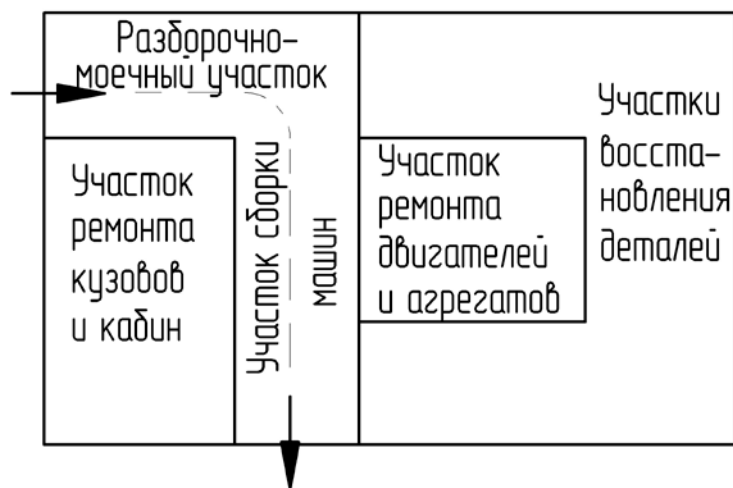 Разборочно-
моечный участок
Участок
ремонта
кузовов
и кабин
Участок сборки
машин
Участок
ремонта
двигателей
и агрегатов
Участки
восста-
новления
деталей